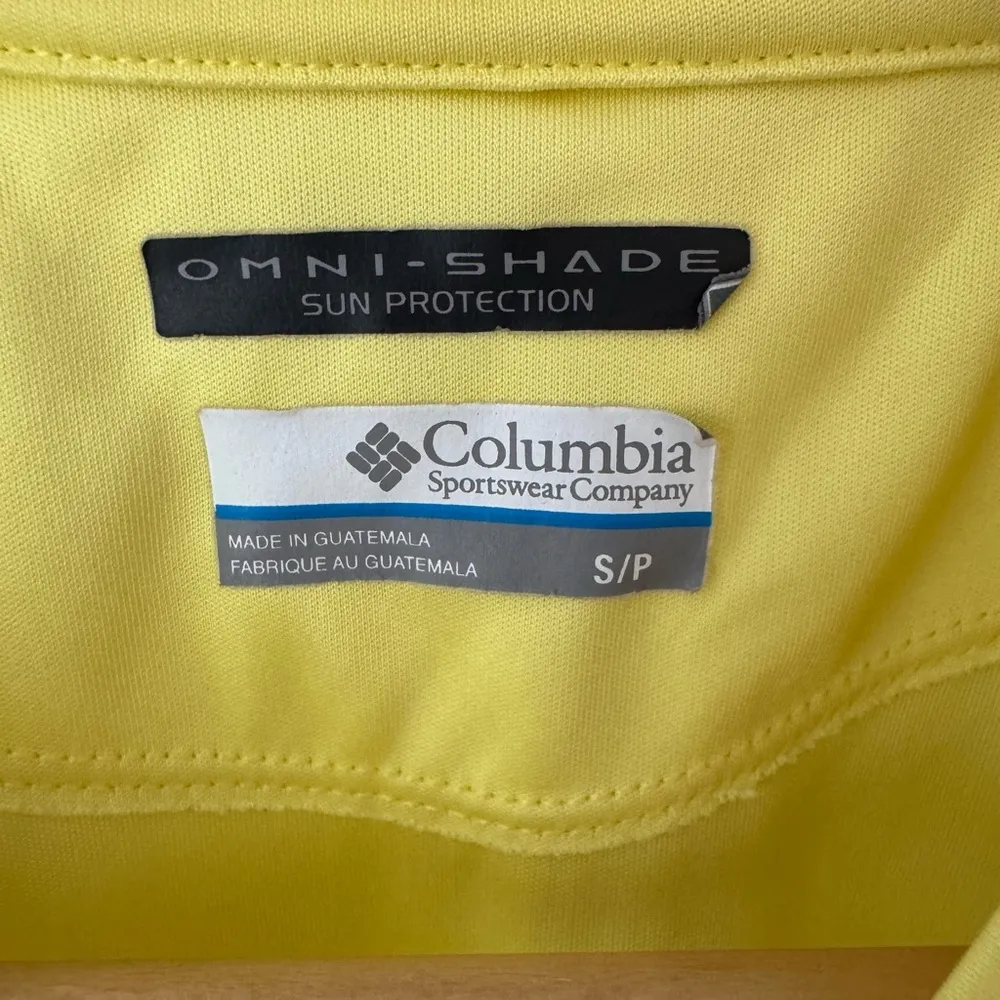 OMNI-SHADE
SUN PROTECTION
Columbia
Sportswear Company
MADE IN GUATEMALA
FABRIQUE AU GUATEMALA
S/P